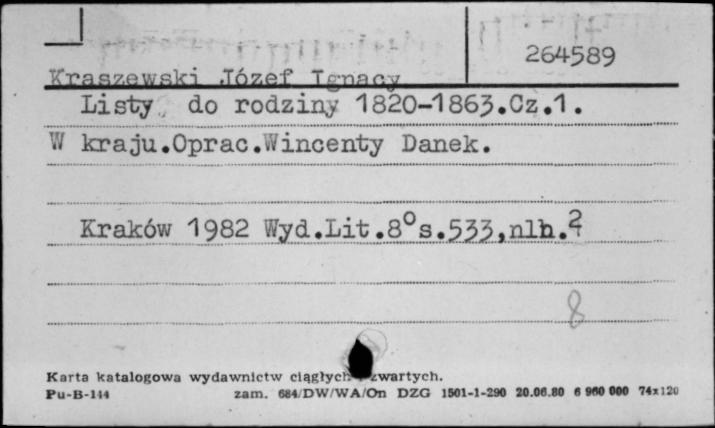 264589
Kraszewski Józef Ignacy
Listy do rodziny 1820-1863.Cz.1.
W kraju.Oprac.Wincenty Danek.
Kraków 1982 Wyd.Lit.8°s.533,nlb.2
8
Karta katalogowa wydawnictw ciągłych zwartych.
Pu-B-144 zam. 684/DW/WA/On DZG 1501-1-290 20.06.80 6 960 000 74x120